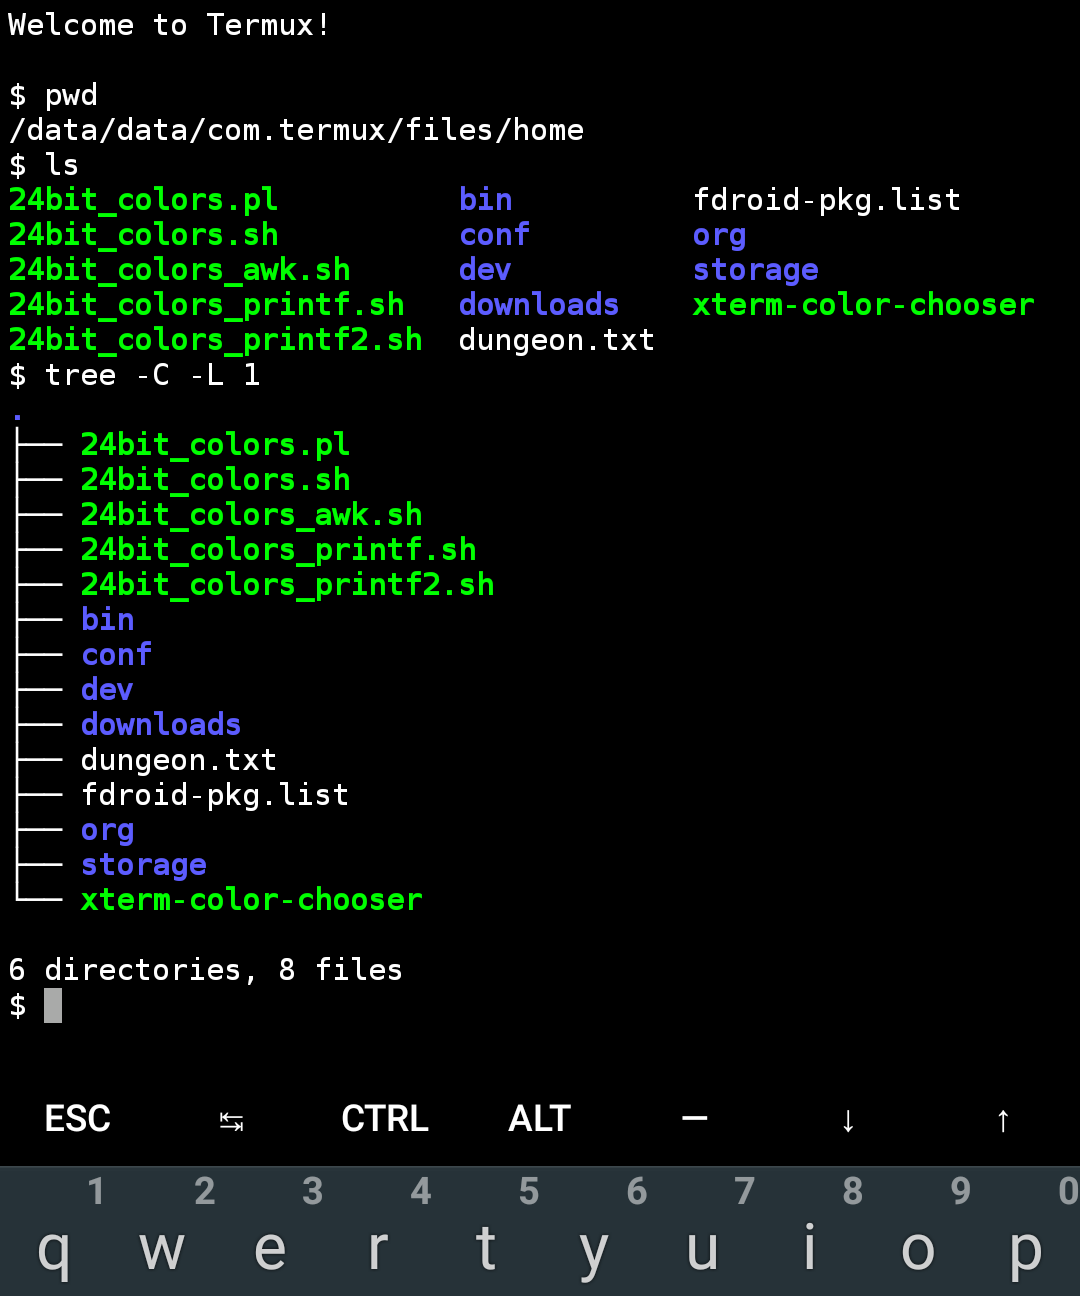 Welcome to Termux!
$ pwd
/data/data/com.termux/files/home
$ ls
24bit_colors.pl          bin          fdroid-pkg.list
24bit_colors.sh          conf         org
24bit_colors_awk.sh      dev          storage
24bit_colors_printf.sh   downloads    xterm-color-chooser
24bit_colors_printf2.sh  dungeon.txt
$ tree -C -L 1
.
├── 24bit_colors.pl
├── 24bit_colors.sh
├── 24bit_colors_awk.sh
├── 24bit_colors_printf.sh
├── 24bit_colors_printf2.sh
├── bin
├── conf
├── dev
├── downloads
├── dungeon.txt
├── fdroid-pkg.list
├── org
├── storage
└── xterm-color-chooser
6 directories, 8 files
$
ESC ↹ CTRL ALT — ↓ ↑
1 2 3 4 5 6 7 8 9 0
q w e r t y u i o p